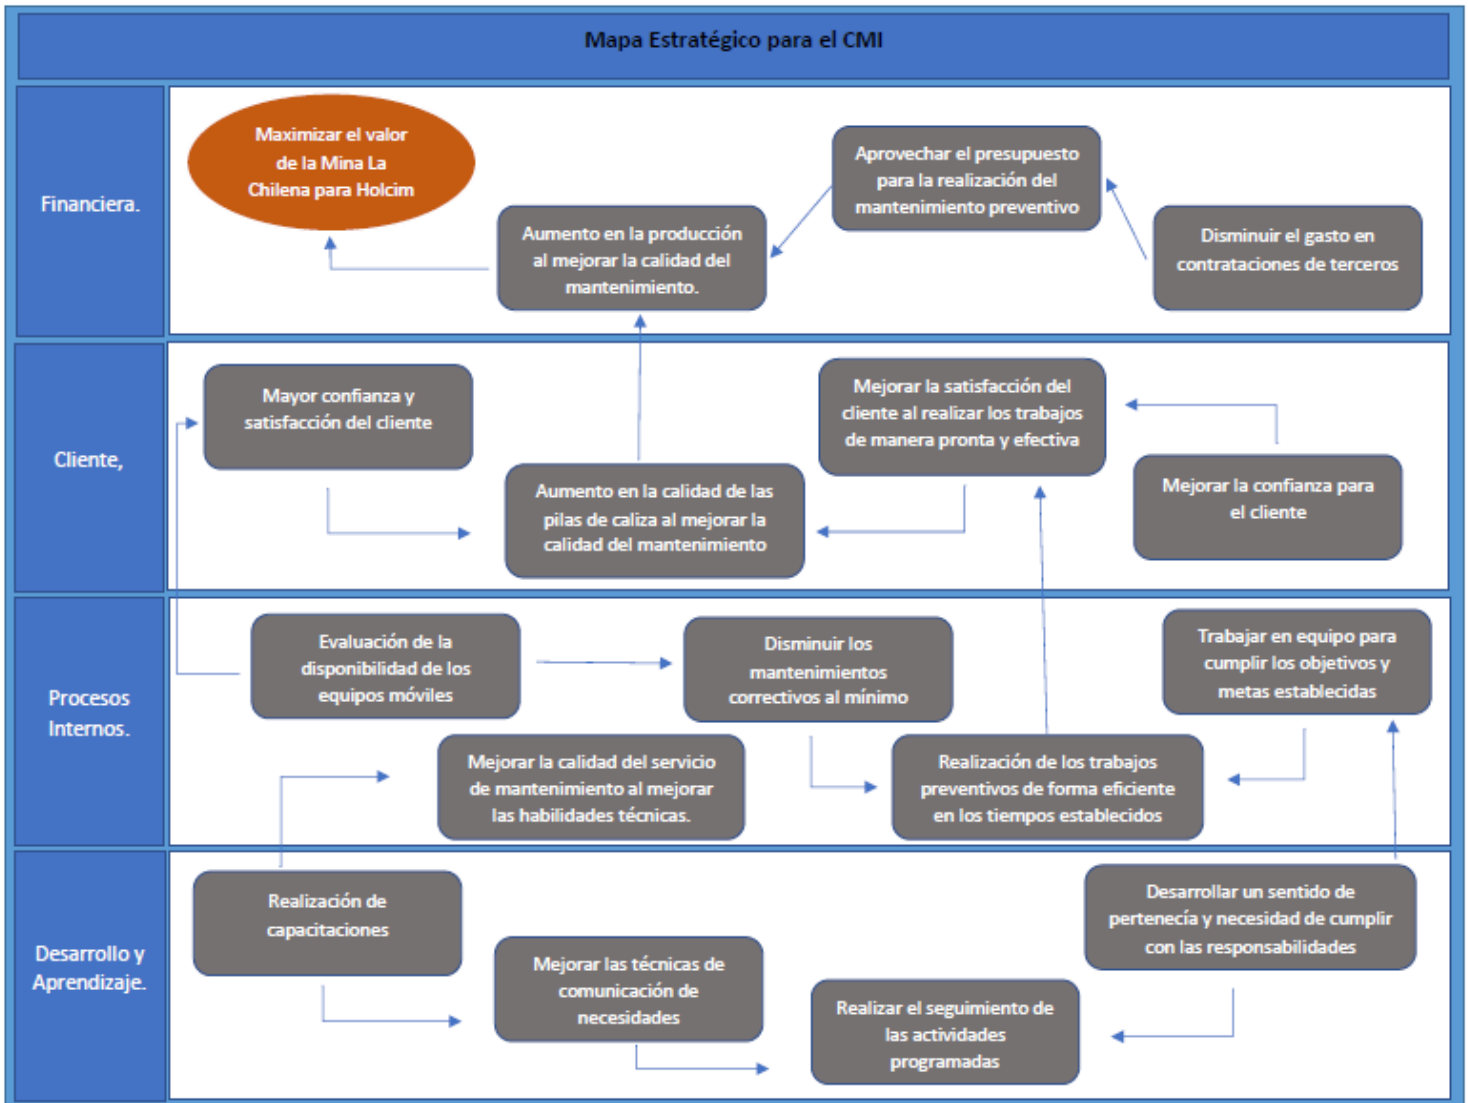 Mapa Estratégico para el CMI
Financiera.
Maximizar el valor
de la Mina La
Chilena para Holcim
Aumento en la producción
al mejorar la calidad del
mantenimiento.
Aprovechar el presupuesto
para la realización del
mantenimiento preventivo
Disminuir el gasto en
contrataciones de terceros
Cliente,
Mayor confianza y
satisfacción del cliente
Aumento en la calidad de las
pilas de caliza al mejorar la
calidad del mantenimiento
Mejorar la satisfacción del
cliente al realizar los trabajos
de manera pronta y efectiva
Mejorar la confianza para
el cliente
Procesos
Internos.
Evaluación de la
disponibilidad de los
equipos móviles
Mejorar la calidad del servicio
de mantenimiento al mejorar
las habilidades técnicas.
Disminuir los
mantenimientos
correctivos al mínimo
Realización de los trabajos
preventivos de forma eficiente
en los tiempos establecidos
Trabajar en equipo para
cumplir los objetivos y
metas establecidas
Desarrollo y
Aprendizaje.
Realización de
capacitaciones
Mejorar las técnicas de
comunicación de
necesidades
Realizar el seguimiento de
las actividades
programadas
Desarrollar un sentido de
pertenecía y necesidad de cumplir
con las responsabilidades